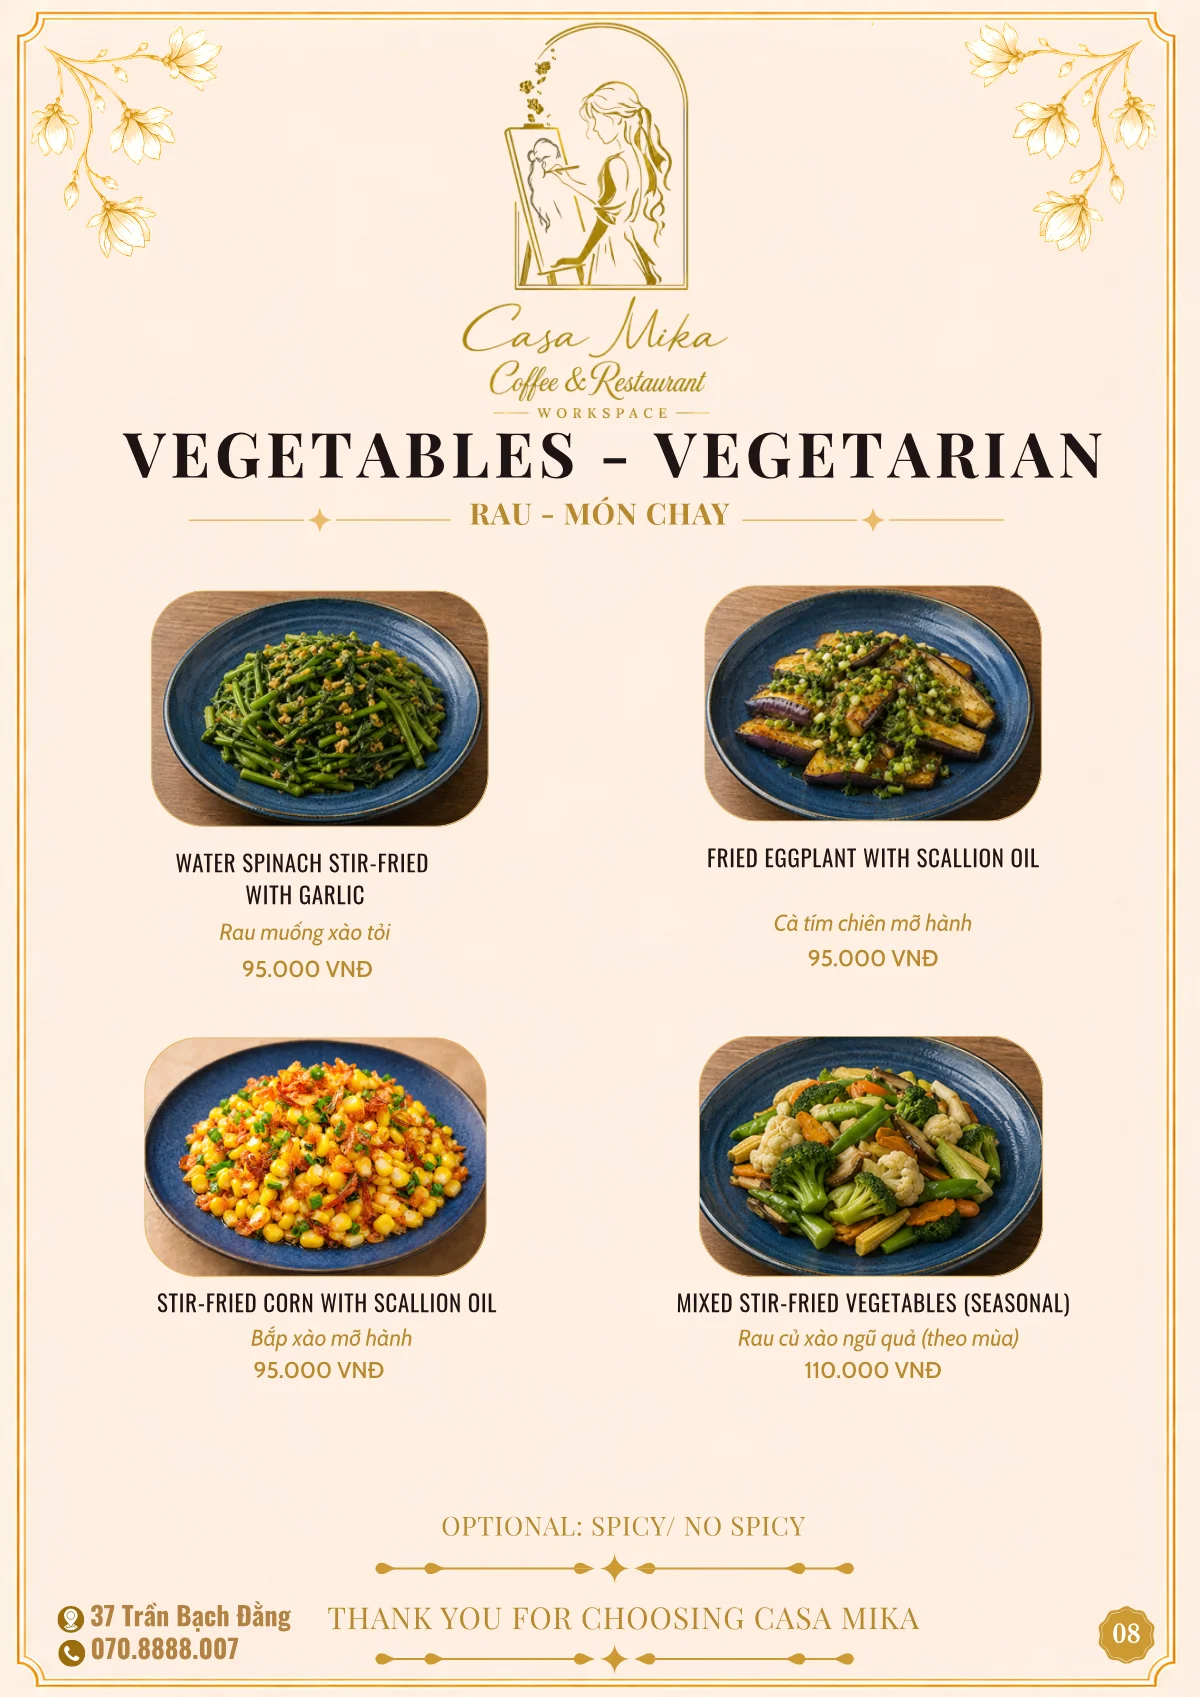 Casa Mika
Coffee & Restaurant
WORKSPACE
VEGETABLES - VEGETARIAN
RAU - MÓN CHAY
WATER SPINACH STIR-FRIED
WITH GARLIC
Rau muống xào tỏi
95.000 VNĐ
FRIED EGGPLANT WITH SCALLION OIL
Cà tím chiên mỡ hành
95.000 VNĐ
STIR-FRIED CORN WITH SCALLION OIL
Bắp xào mỡ hành
95.000 VNĐ
MIXED STIR-FRIED VEGETABLES (SEASONAL)
Rau củ xào ngũ quả (theo mùa)
110.000 VNĐ
OPTIONAL: SPICY/ NO SPICY
37 Trần Bạch Đằng
070.8888.007
THANK YOU FOR CHOOSING CASA MIKA
08